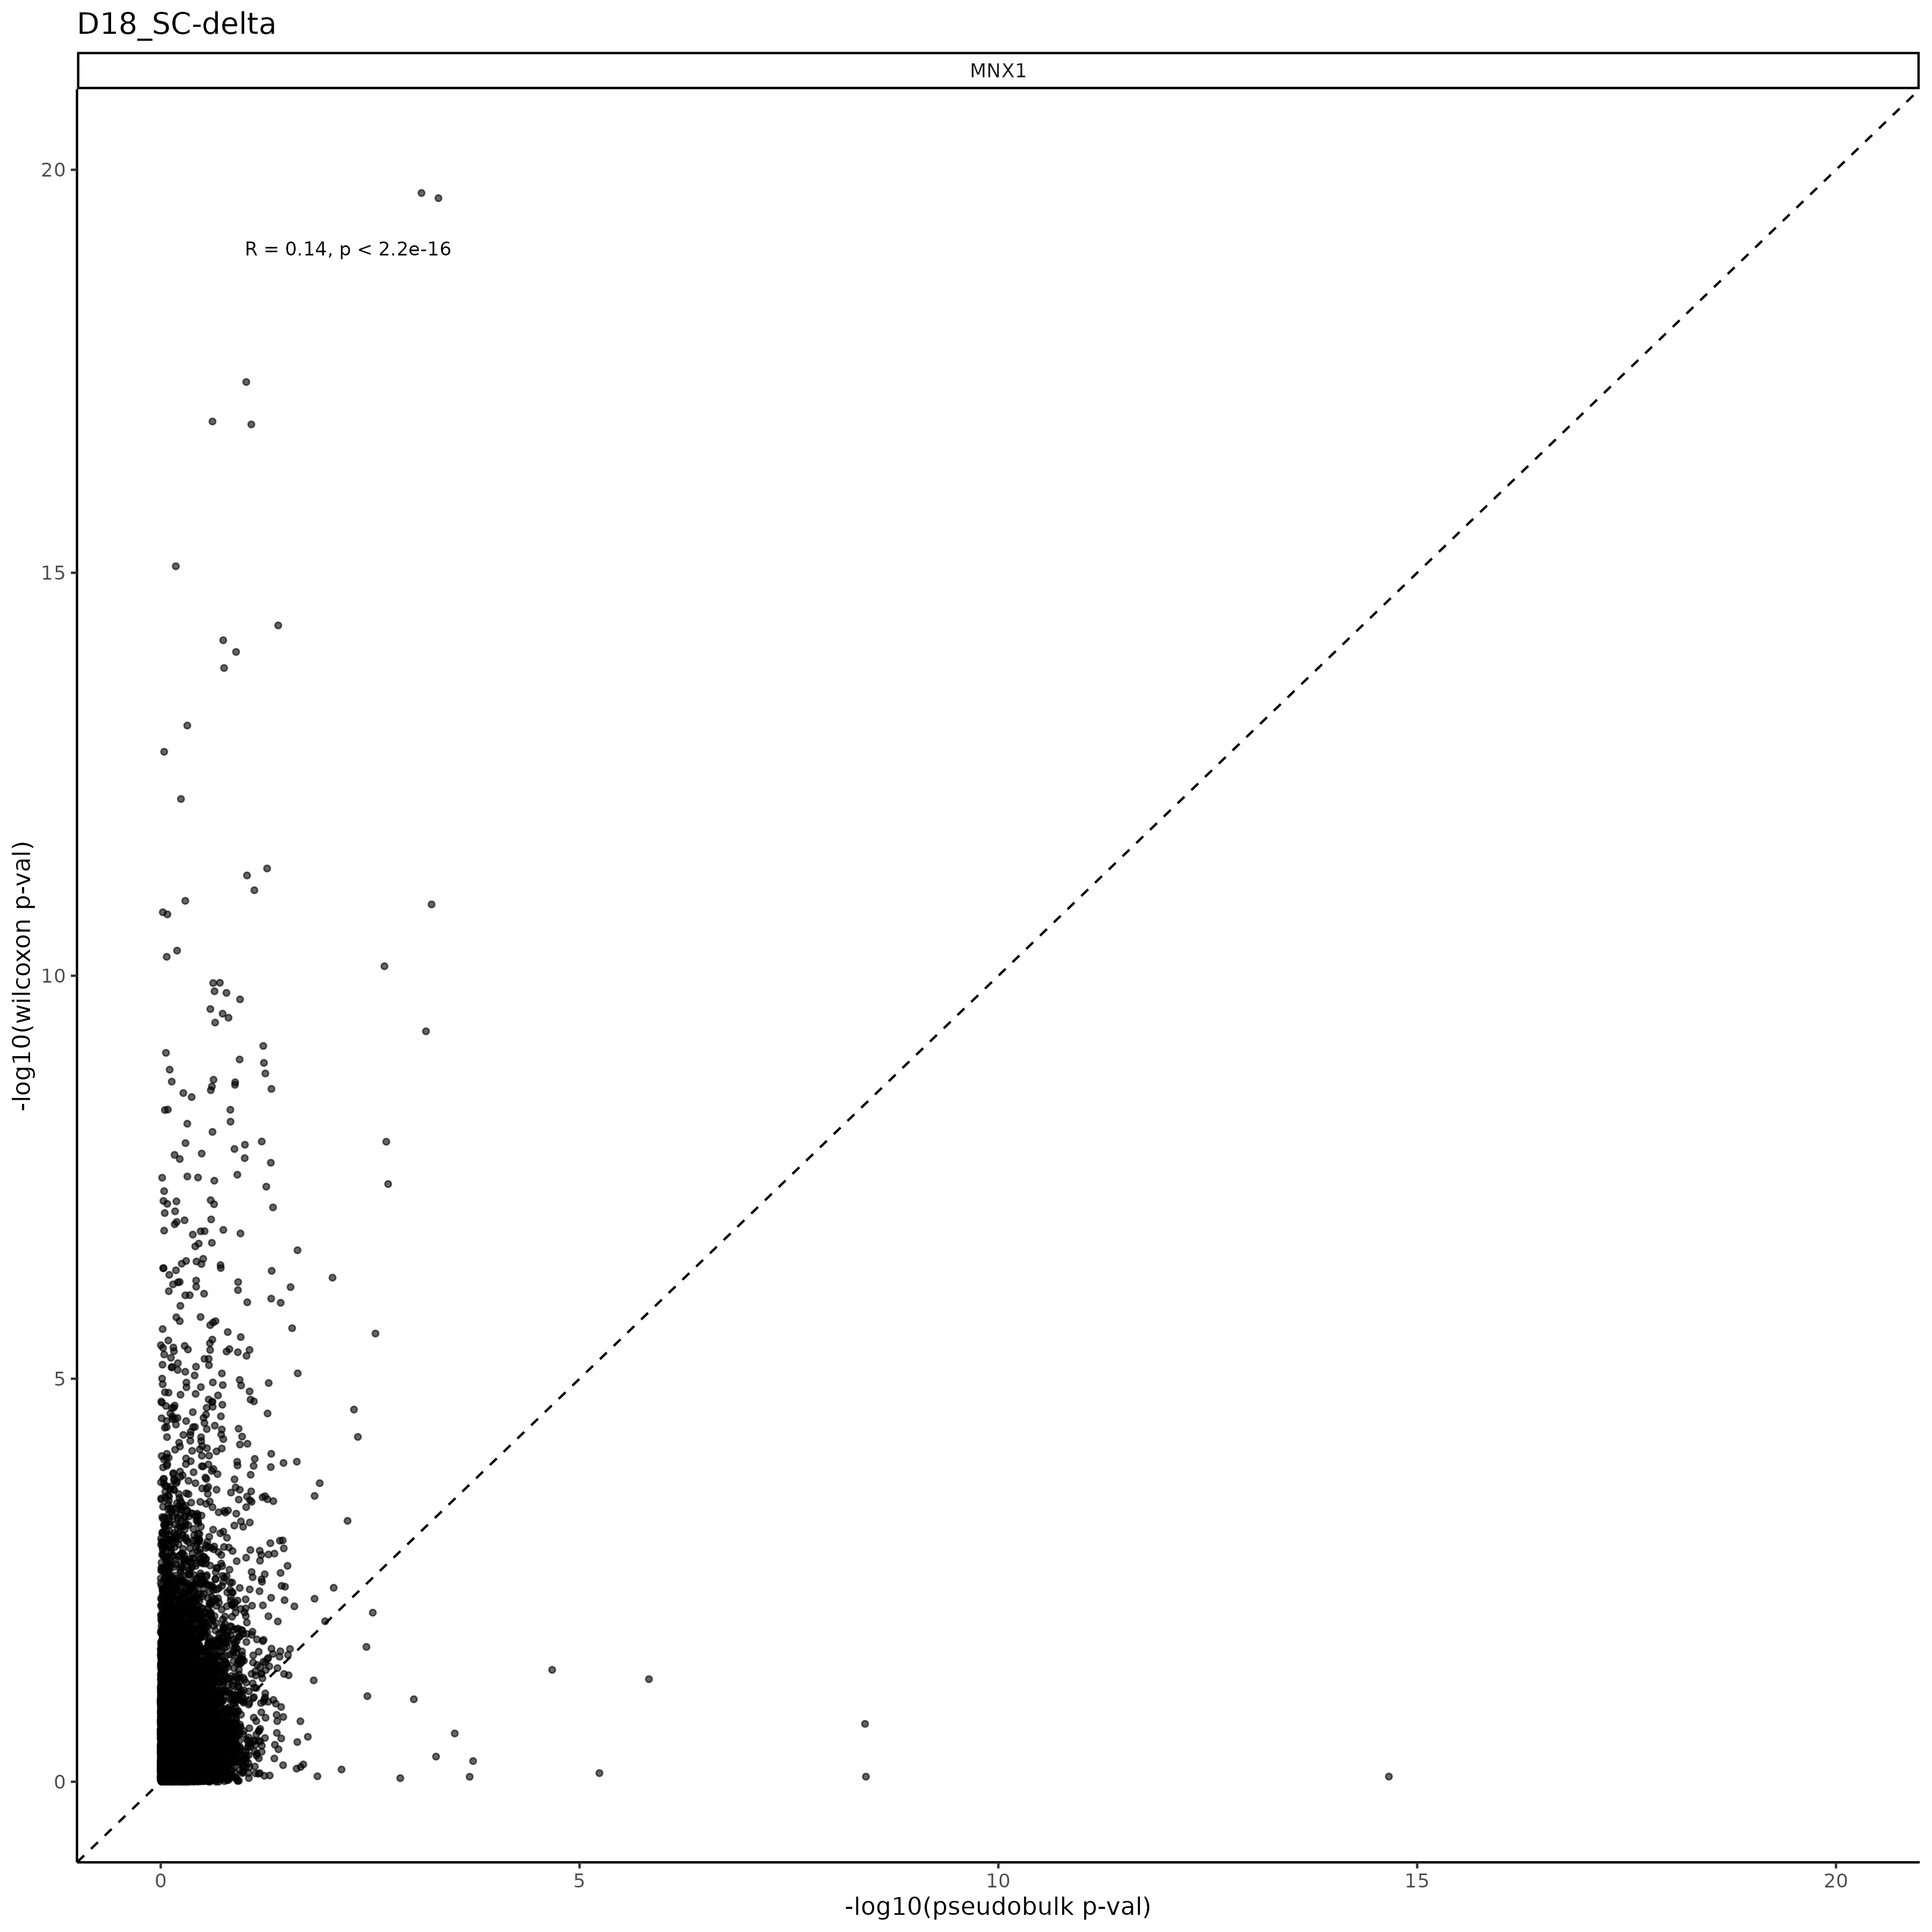 D18_SC-delta
MNX1
20
R = 0.14, p < 2.2e-16
15
10
5
0
-log10(wilcoxon p-val)
0 5 10 15 20
-log10(pseudobulk p-val)